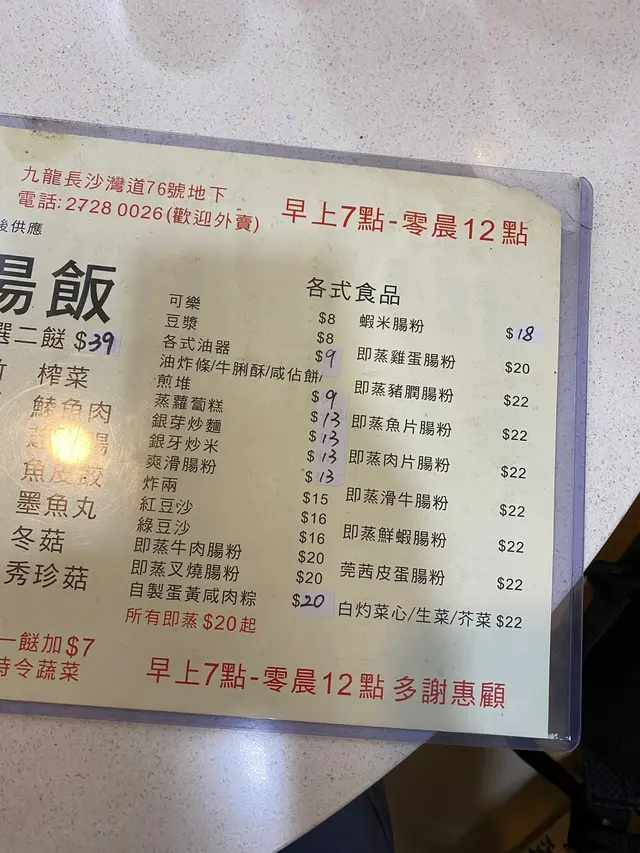 九龍長沙灣道76號地下
電話: 2728 0026 (歡迎外賣)
早上7點-零晨12點
後供應
湯飯
選二餸 $39
榨菜
鯪魚肉
魚皮餃
墨魚丸
冬菇
秀珍菇
一餸加 $7
時令蔬菜
各式食品
可樂 $8
豆漿 $8
各式油器 $9
油炸條/牛脷酥/咸佔餅/
煎堆 $9
蒸蘿蔔糕 $13
銀芽炒麵 $13
銀牙炒米 $13
爽滑腸粉 $13
炸兩 $15
紅豆沙 $16
綠豆沙 $16
即蒸牛肉腸粉 $20
即蒸叉燒腸粉 $20
自製蛋黃咸肉粽 $20
所有即蒸 $20起
蝦米腸粉 $18
即蒸雞蛋腸粉 $20
即蒸豬膶腸粉 $22
即蒸魚片腸粉 $22
即蒸肉片腸粉 $22
即蒸滑牛腸粉 $22
即蒸鮮蝦腸粉 $22
莞茜皮蛋腸粉 $22
白灼菜心/生菜/芥菜 $22
早上7點-零晨12點 多謝惠顧